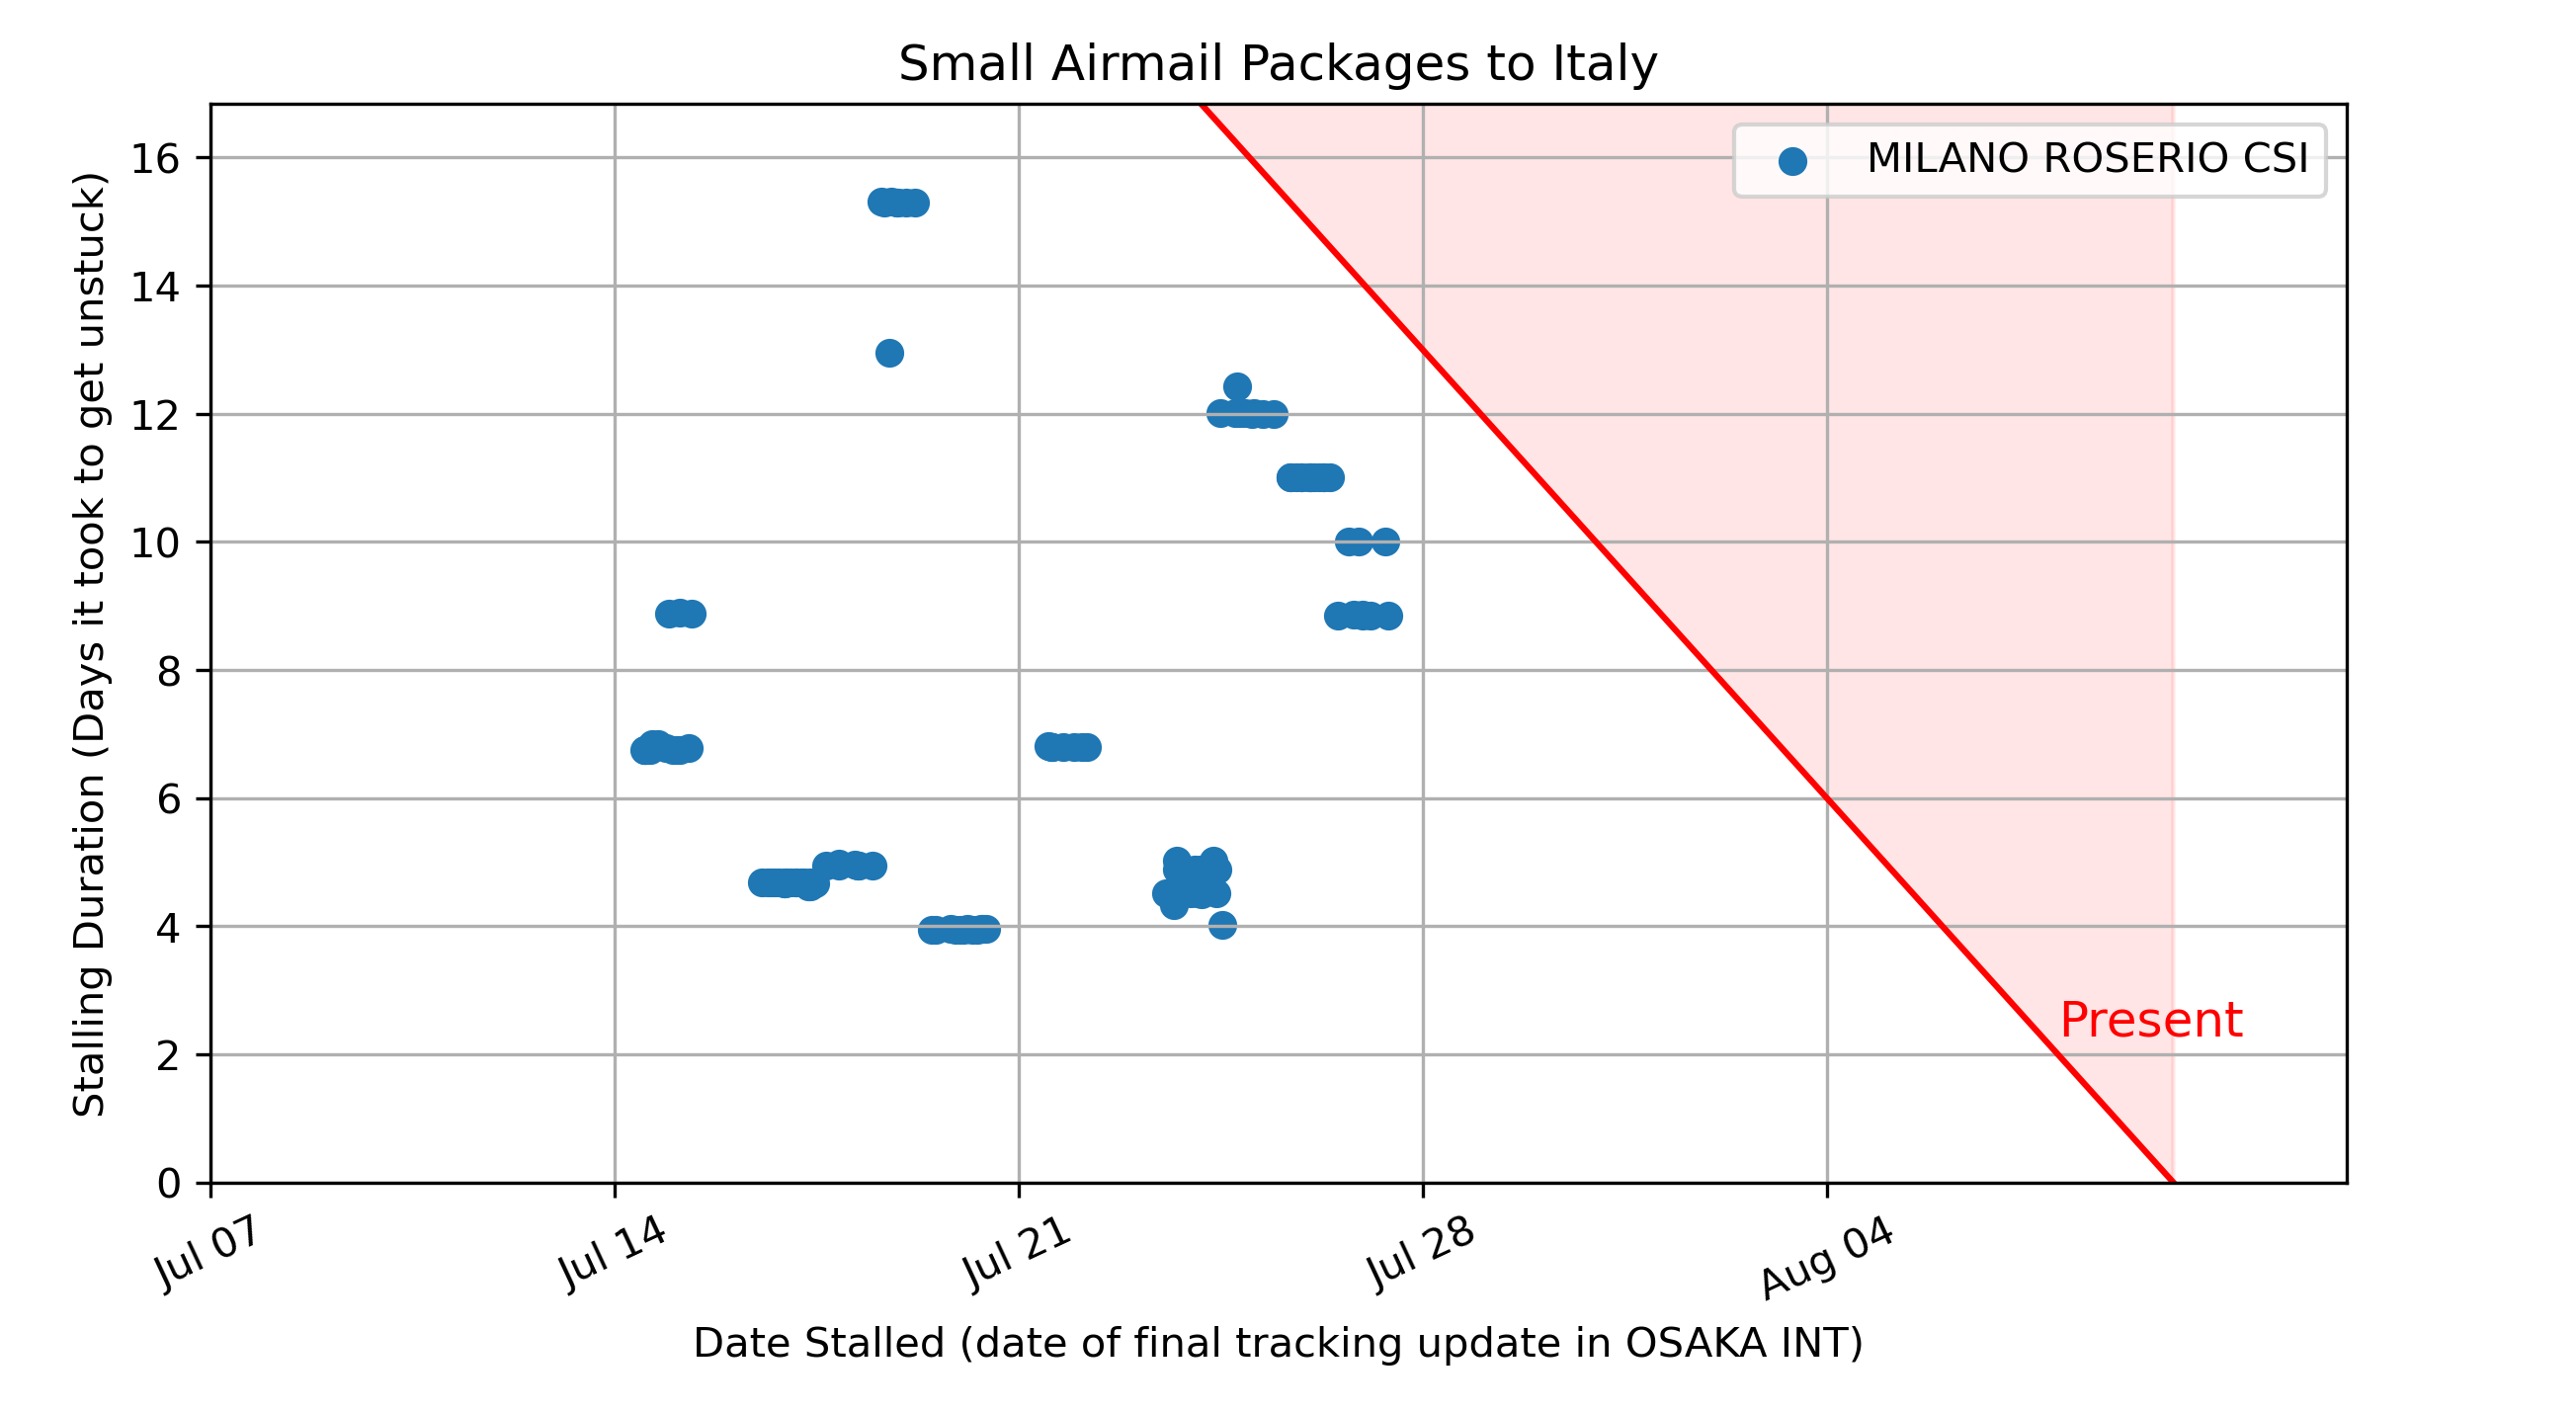 Small Airmail Packages to Italy
MILANO ROSERIO CSI
Stalling Duration (Days it took to get unstuck)
16
14
12
10
8
6
4
2
0
Present
Jul 07
Jul 14
Jul 21
Jul 28
Aug 04
Date Stalled (date of final tracking update in OSAKA INT)